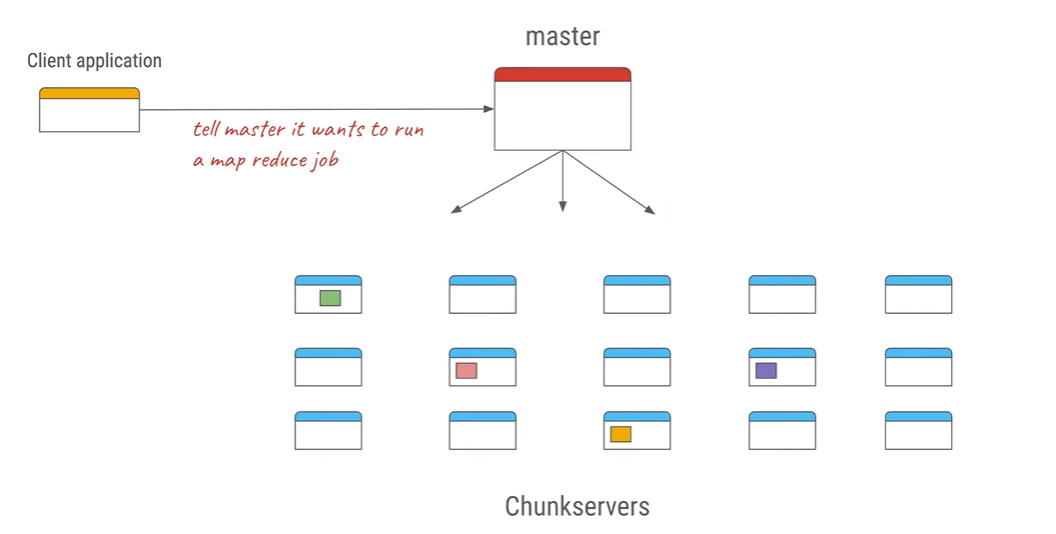 master
Client application
tell master it wants to run
a map reduce job
Chunkservers